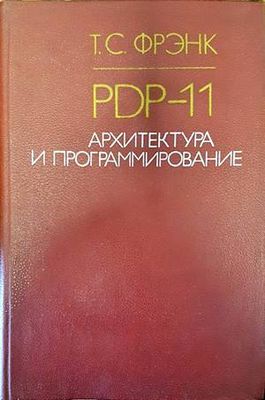 Т. С. ФРЭНК
PDP-11
АРХИТЕКТУРА
И ПРОГРАММИРОВАНИЕ